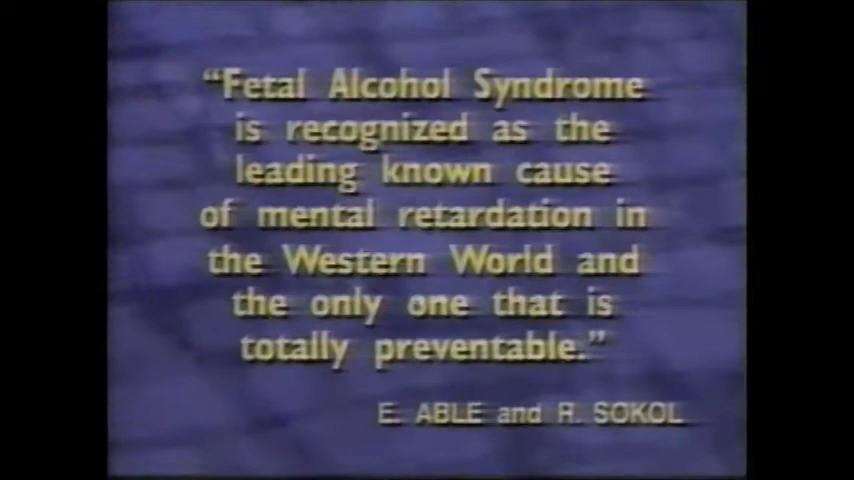 “Fetal Alcohol Syndrome
is recognized as the
leading known cause
of mental retardation in
the Western World and
the only one that is
totally preventable.”
E. ABLE and R. SOKOL